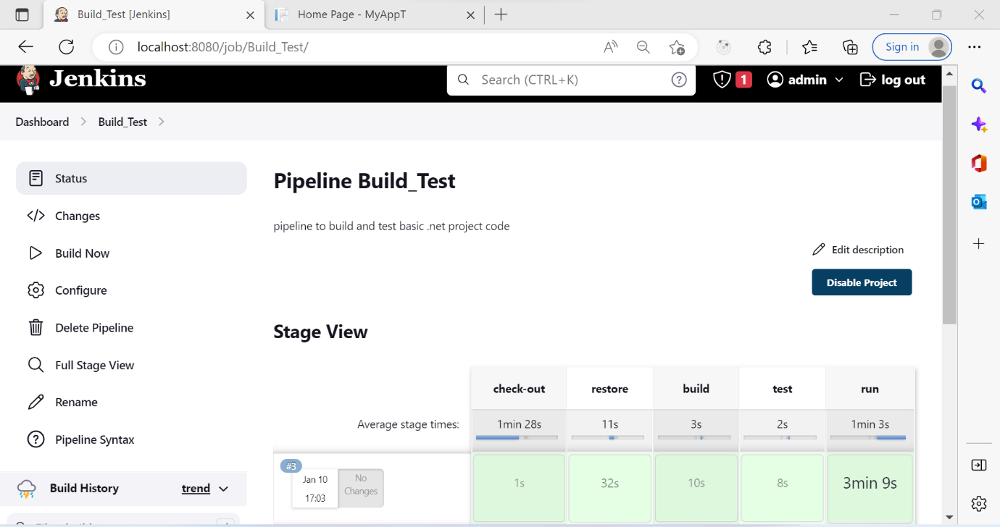 Build_Test [Jenkins]
Home Page - MyAppT
localhost:8080/job/Build_Test/
Sign in
Jenkins
Search (CTRL+K)
1
admin
log out
Dashboard
Build_Test
Status
Changes
Build Now
Configure
Delete Pipeline
Full Stage View
Rename
Pipeline Syntax
Build History
trend
Pipeline Build_Test
pipeline to build and test basic .net project code
Edit description
Disable Project
Stage View
check-out restore build test run
Average stage times: 1min 28s 11s 3s 2s 1min 3s
#3
Jan 10
17:03
No
Changes
1s 32s 10s 8s 3min 9s